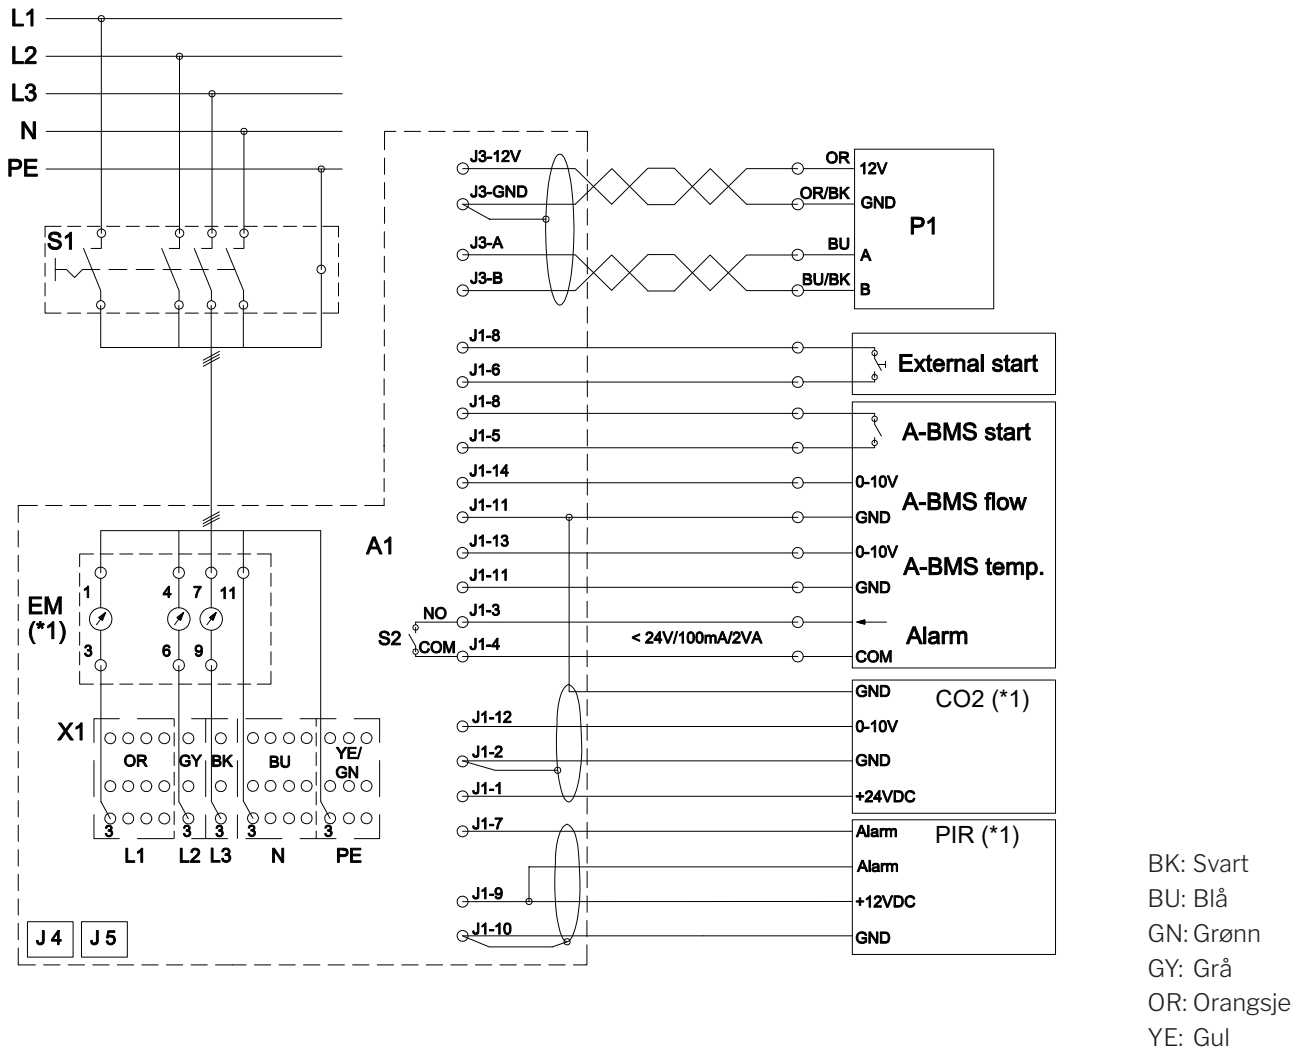 L1
L2
L3
N
PE
S1
J3-12V
OR
12V
J3-GND
OR/BK
GND
P1
J3-A
BU
A
J3-B
BU/BK
B
J1-8
External start
J1-6
J1-8
A-BMS start
J1-5
J1-14
0-10V
A-BMS flow
J1-11
GND
A1
J1-13
0-10V
A-BMS temp.
J1-11
GND
NO
J1-3
S2
< 24V/100mA/2VA
Alarm
COM
J1-4
COM
GND
CO2 (*1)
J1-12
0-10V
J1-2
GND
J1-1
+24VDC
J1-7
Alarm
PIR (*1)
Alarm
J1-9
+12VDC
J1-10
GND
1
4
7
11
EM
(*1)
3
6
9
X1
OR
GY
BK
BU
YE/
GN
3
3
3
3
3
L1
L2
L3
N
PE
J 4
J 5
BK: Svart
BU: Blå
GN: Grønn
GY: Grå
OR: Orangsje
YE: Gul